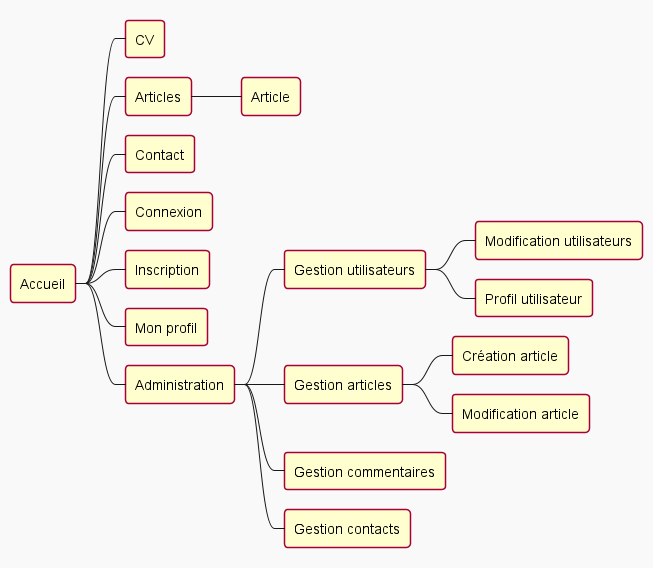 Accueil
CV
Articles
Article
Contact
Connexion
Inscription
Mon profil
Administration
Gestion utilisateurs
Modification utilisateurs
Profil utilisateur
Gestion articles
Création article
Modification article
Gestion commentaires
Gestion contacts